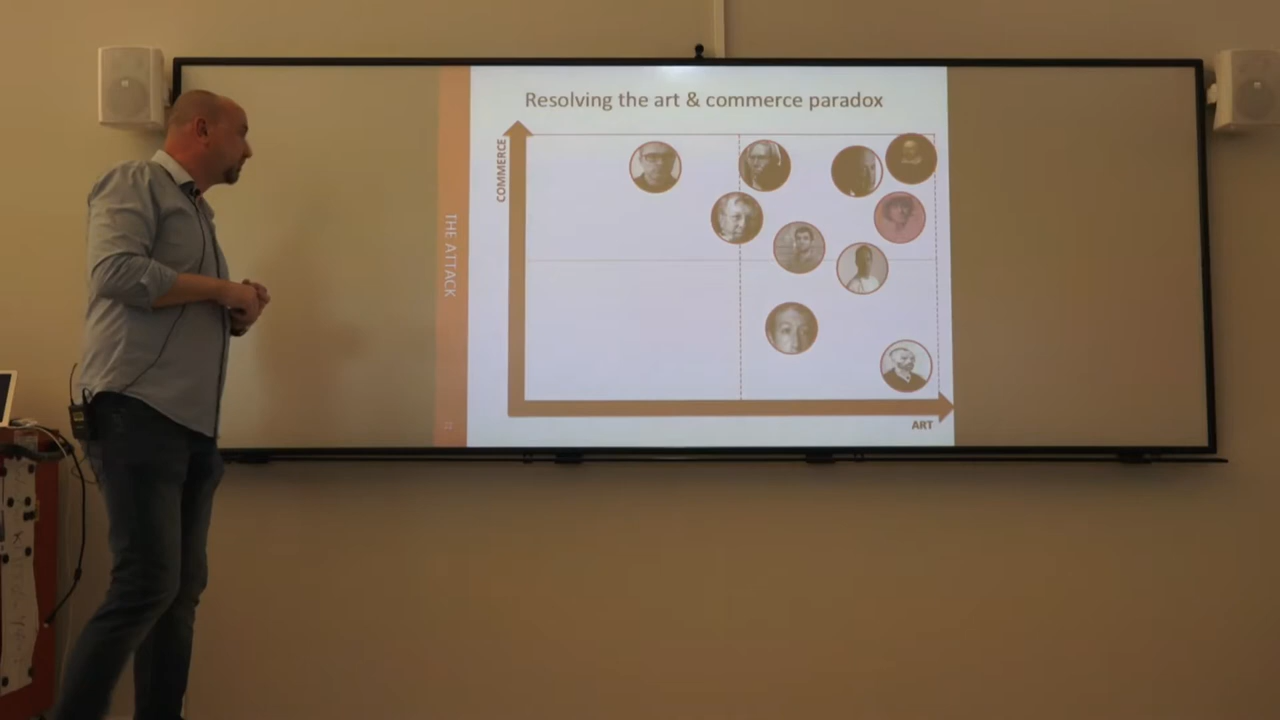 Resolving the art & commerce paradox
COMMERCE
THE ATTACK
ART